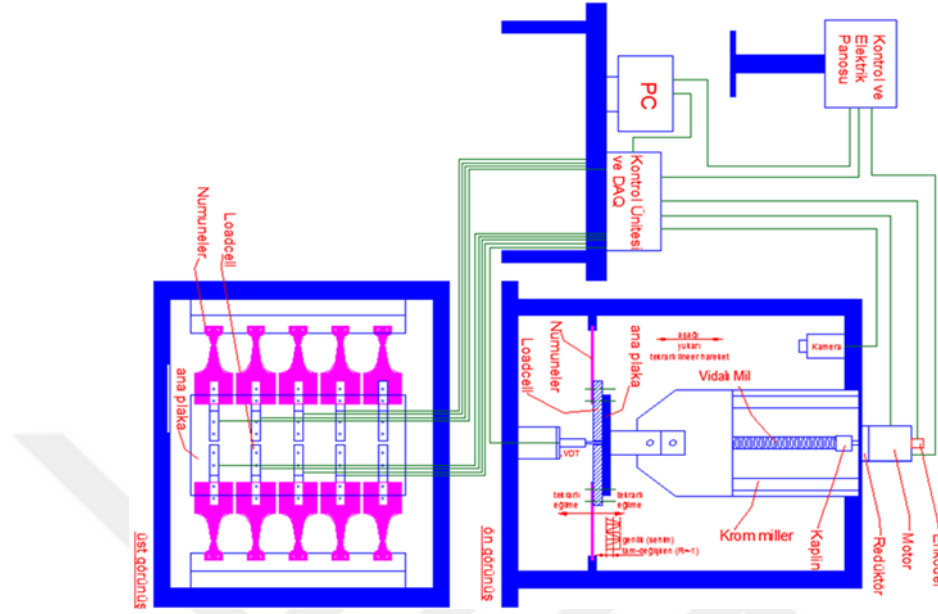 Kontrol ve
Elektrik
Panosu
PC
Kontrol Ünitesi
ve DAQ
Numuneler
Loadcell
ana plaka
üst görünüş
Numuneler
Loadcell
ana plaka
aşağı
yukarı
tekrarlı lineer hareket
Kamera
Vidalı Mil
LVDT
tekrarlı
eğilme
tekrarlı
eğilme
genlik (sehim)
tam-değişken (R=-1)
Krom miller
Kaplin
Redüktör
Motor
Enkoder
ön görünüş